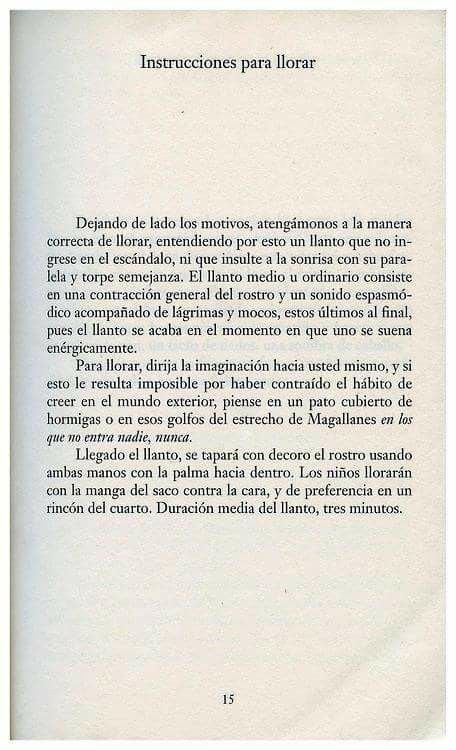 Instrucciones para llorar
Dejando de lado los motivos, atengámonos a la manera
correcta de llorar, entendiendo por esto un llanto que no in-
grese en el escándalo, ni que insulte a la sonrisa con su para-
lela y torpe semejanza. El llanto medio u ordinario consiste
en una contracción general del rostro y un sonido espasmó-
dico acompañado de lágrimas y mocos, estos últimos al final,
pues el llanto se acaba en el momento en que uno se suena
enérgicamente.
Para llorar, dirija la imaginación hacia usted mismo, y si
esto le resulta imposible por haber contraído el hábito de
creer en el mundo exterior, piense en un pato cubierto de
hormigas o en esos golfos del estrecho de Magallanes en los
que no entra nadie, nunca.
Llegado el llanto, se tapará con decoro el rostro usando
ambas manos con la palma hacia dentro. Los niños llorarán
con la manga del saco contra la cara, y de preferencia en un
rincón del cuarto. Duración media del llanto, tres minutos.
15